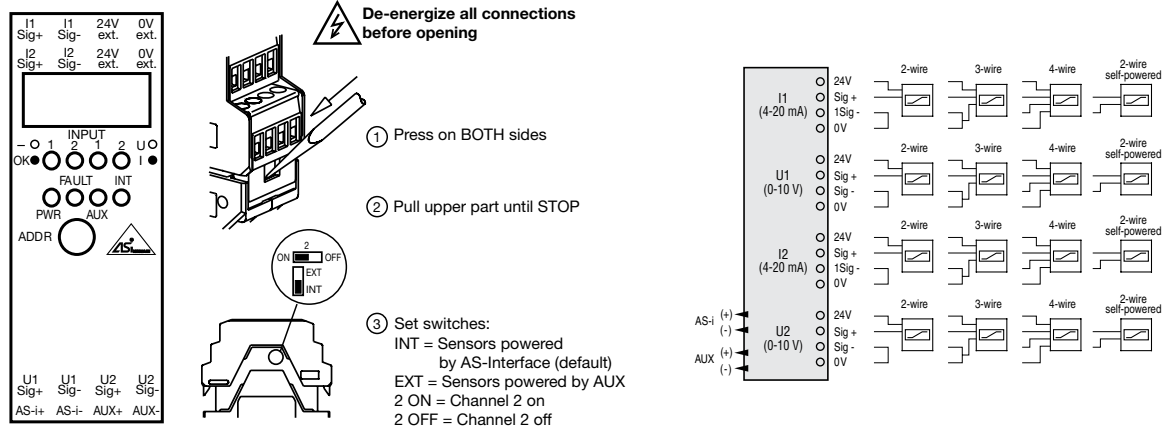 I1 Sig+ I1 Sig- 24V ext. 0V ext.
I2 Sig+ I2 Sig- 24V ext. 0V ext.
INPUT
– 1 2 1 2 U
OK I
FAULT INT
PWR AUX
ADDR
ASi
U1 Sig+ U1 Sig- U2 Sig+ U2 Sig-
AS-i+ AS-i- AUX+ AUX-
De-energize all connections
before opening
1 Press on BOTH sides
2 Pull upper part until STOP
2
ON OFF
EXT
INT
3 Set switches:
INT = Sensors powered
by AS-Interface (default)
EXT = Sensors powered by AUX
2 ON = Channel 2 on
2 OFF = Channel 2 off
I1
(4-20 mA)
24V
Sig +
1Sig -
0V
2-wire 3-wire 4-wire 2-wire self-powered
U1
(0-10 V)
24V
Sig +
Sig -
0V
2-wire 3-wire 4-wire 2-wire self-powered
I2
(4-20 mA)
24V
Sig +
1Sig -
0V
2-wire 3-wire 4-wire 2-wire self-powered
U2
(0-10 V)
24V
Sig +
Sig -
0V
2-wire 3-wire 4-wire 2-wire self-powered
AS-i (+)
(-)
AUX (+)
(-)